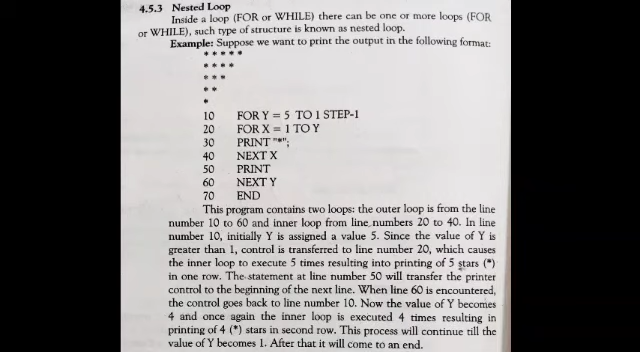 4.5.3 Nested Loop
Inside a loop (FOR or WHILE) there can be one or more loops (FOR
or WHILE), such type of structure is known as nested loop.
Example: Suppose we want to print the output in the following format:
* * * * *
* * * *
* * *
* *
*
10 FOR Y = 5 TO 1 STEP-1
20 FOR X = 1 TO Y
30 PRINT "*";
40 NEXT X
50 PRINT
60 NEXT Y
70 END
This program contains two loops: the outer loop is from the line
number 10 to 60 and inner loop from line numbers 20 to 40. In line
number 10, initially Y is assigned a value 5. Since the value of Y is
greater than 1, control is transferred to line number 20, which causes
the inner loop to execute 5 times resulting into printing of 5 stars (*)
in one row. The statement at line number 50 will transfer the printer
control to the beginning of the next line. When line 60 is encountered,
the control goes back to line number 10. Now the value of Y becomes
4 and once again the inner loop is executed 4 times resulting in
printing of 4 (*) stars in second row. This process will continue till the
value of Y becomes 1. After that it will come to an end.